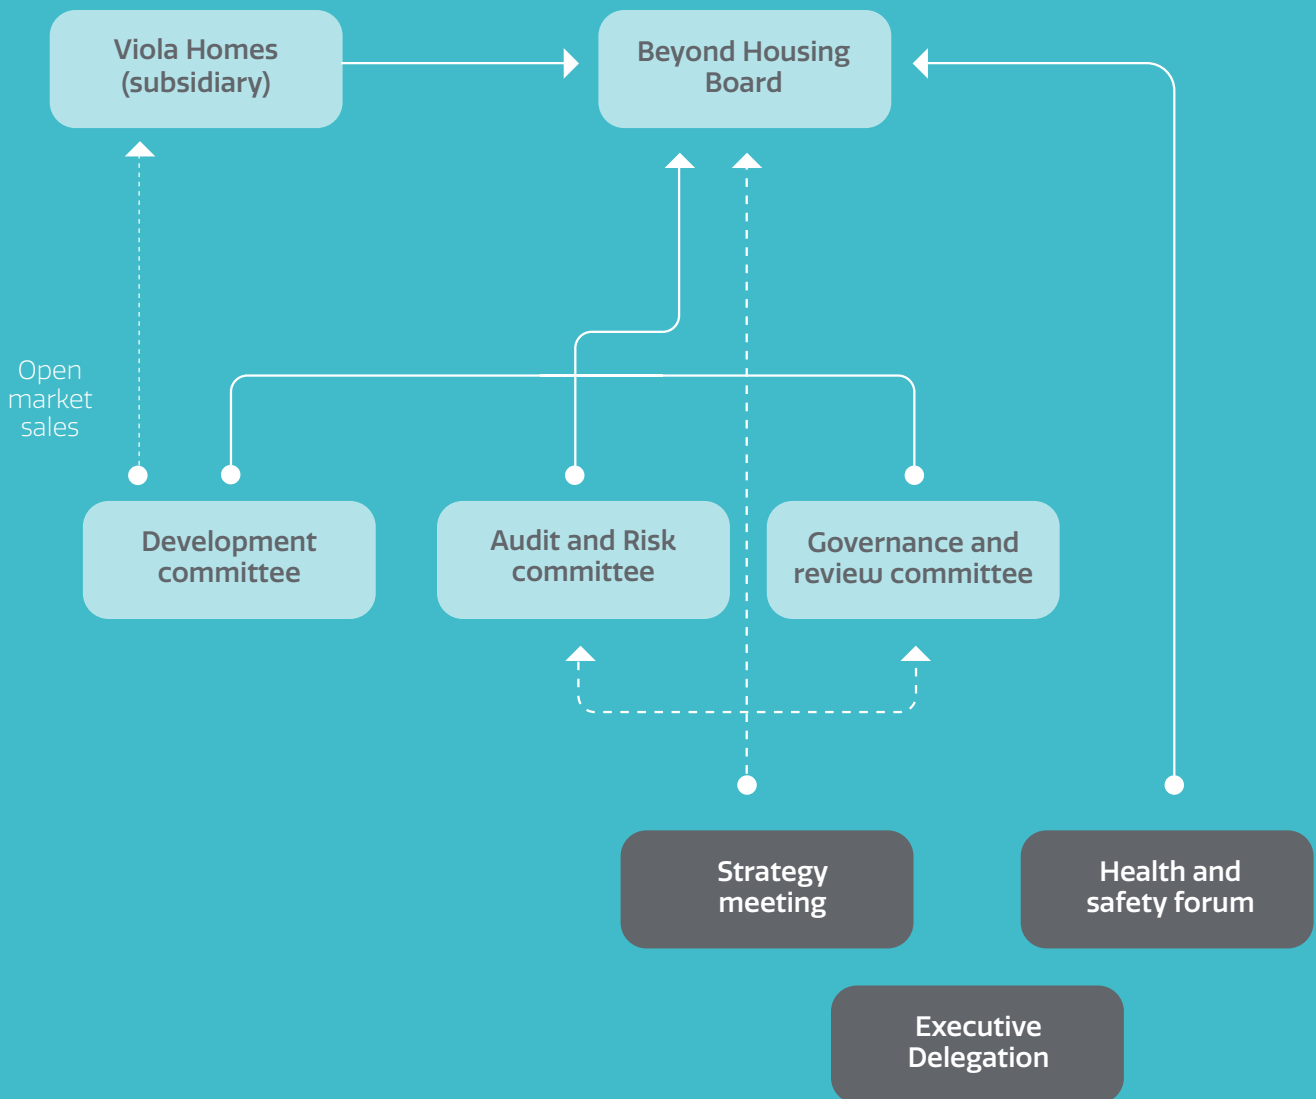 Viola Homes
(subsidiary)
Beyond Housing
Board
Open
market
sales
Development
committee
Audit and Risk
committee
Governance and
review committee
Strategy
meeting
Health and
safety forum
Executive
Delegation